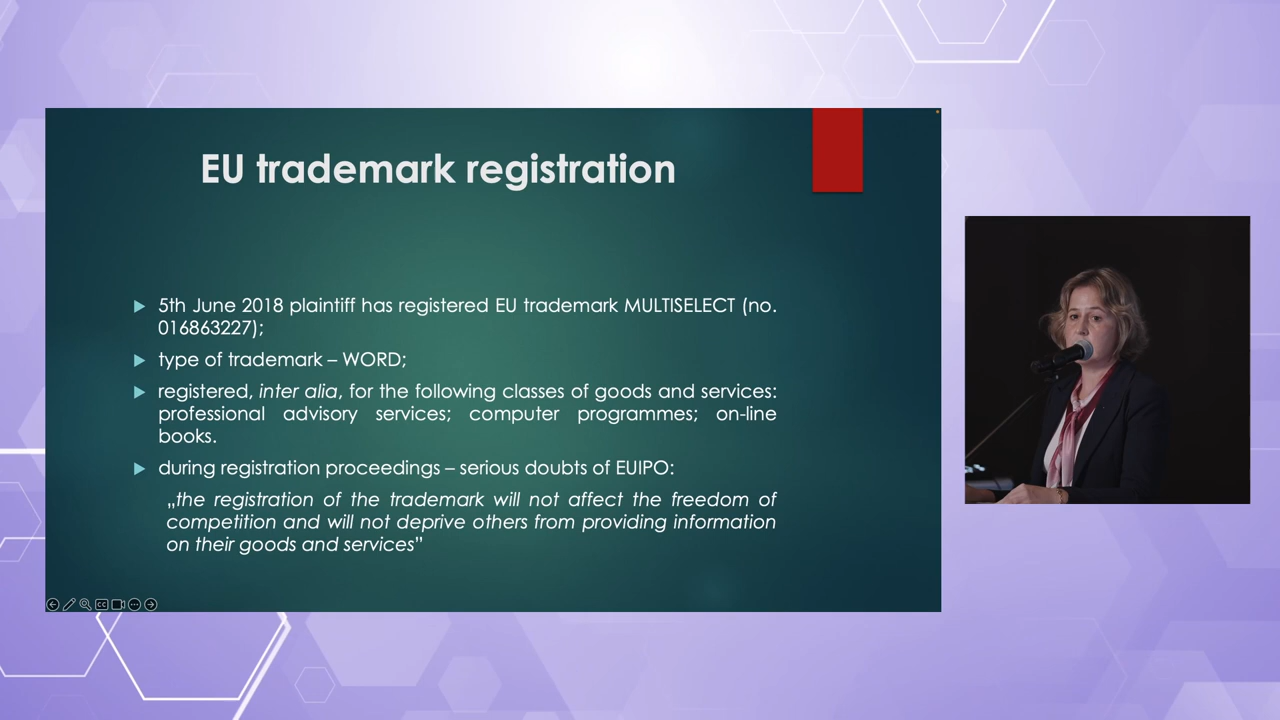 EU trademark registration
5th June 2018 plaintiff has registered EU trademark MULTISELECT (no.
016863227);
type of trademark – WORD;
registered, inter alia, for the following classes of goods and services:
professional advisory services; computer programmes; on-line
books.
during registration proceedings – serious doubts of EUIPO:
„the registration of the trademark will not affect the freedom of
competition and will not deprive others from providing information
on their goods and services”
CC